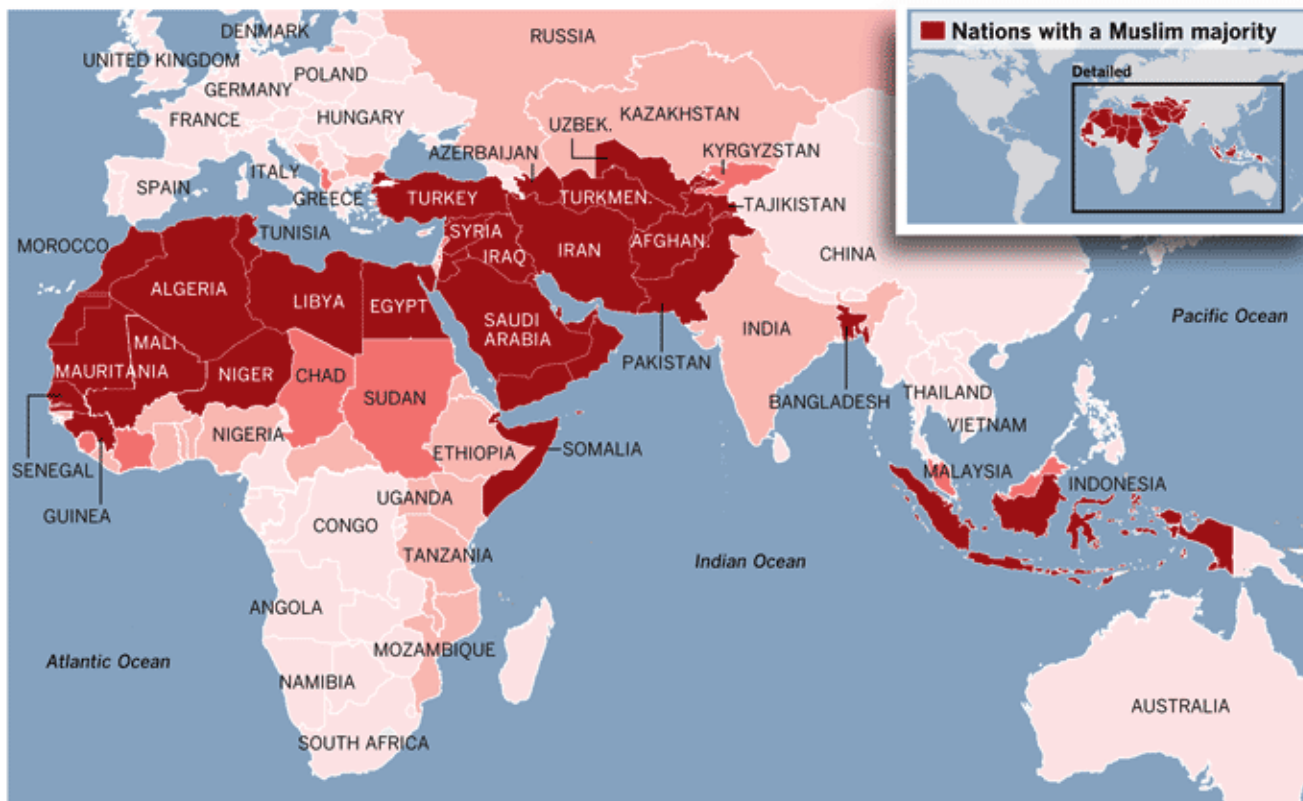 Nations with a Muslim majority
Detailed
DENMARK
RUSSIA
UNITED KINGDOM
POLAND
GERMANY
FRANCE
HUNGARY
KAZAKHSTAN
UZBEK.
AZERBAIJAN
KYRGYZSTAN
ITALY
SPAIN
GREECE
TURKEY
TURKMEN.
TAJIKISTAN
TUNISIA
SYRIA
MOROCCO
IRAN
AFGHAN.
IRAQ
CHINA
ALGERIA
LIBYA
EGYPT
SAUDI
ARABIA
INDIA
Pacific Ocean
MALI
PAKISTAN
MAURITANIA
NIGER
CHAD
SUDAN
THAILAND
BANGLADESH
VIETNAM
NIGERIA
ETHIOPIA
SOMALIA
SENEGAL
MALAYSIA
INDONESIA
UGANDA
GUINEA
CONGO
TANZANIA
Indian Ocean
ANGOLA
MOZAMBIQUE
Atlantic Ocean
NAMIBIA
AUSTRALIA
SOUTH AFRICA